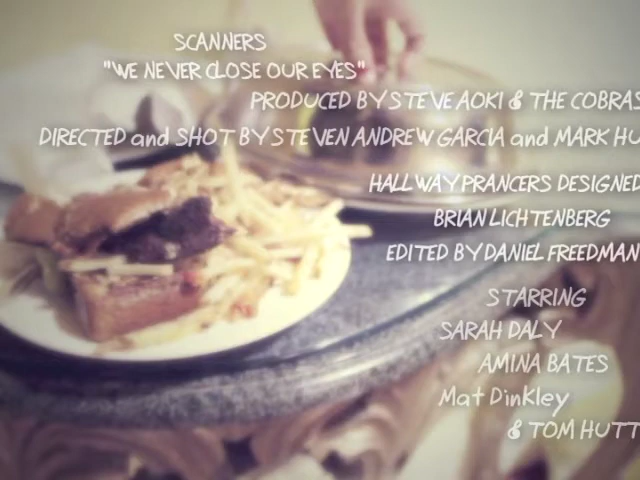 SCANNERS
"WE NEVER CLOSE OUR EYES"
PRODUCED BY STEVE AOKI & THE COBRAS
DIRECTED and SHOT BY STEVEN ANDREW GARCIA and MARK HU
HALLWAY PRANCERS DESIGNED
BRIAN LICHTENBERG
EDITED BY DANIEL FREEDMAN
STARRING
SARAH DALY
AMINA BATES
Mat Dinkley
& TOM HUTT